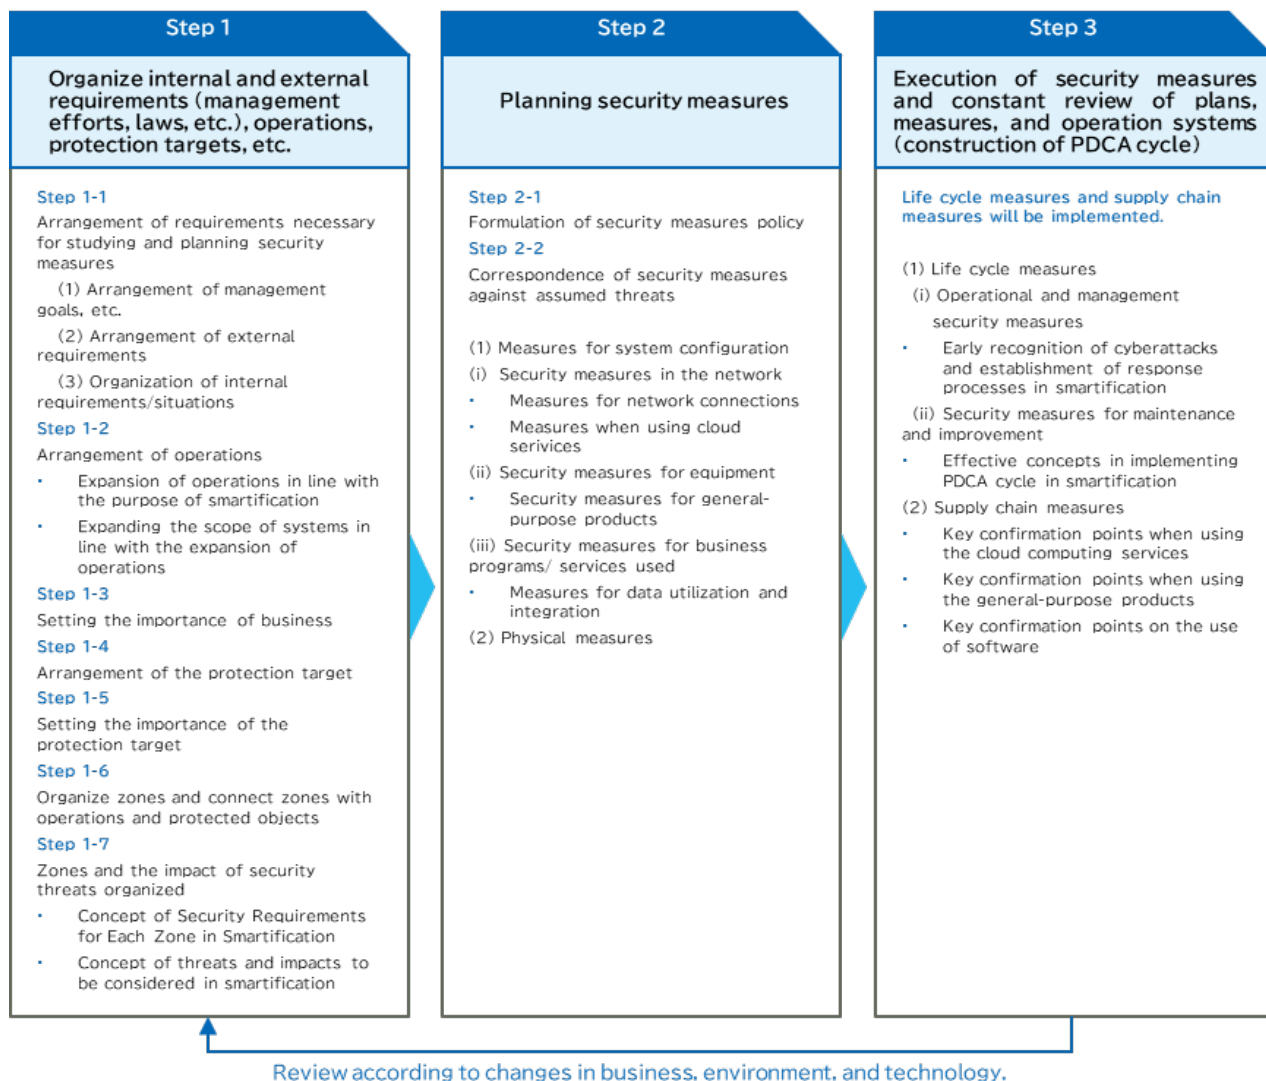 Step 1
Organize internal and external
requirements (management
efforts, laws, etc.), operations,
protection targets, etc.
Step 1-1
Arrangement of requirements necessary
for studying and planning security
measures
(1) Arrangement of management
goals, etc.
(2) Arrangement of external
requirements
(3) Organization of internal
requirements/situations
Step 1-2
Arrangement of operations
• Expansion of operations in line with
the purpose of smartification
• Expanding the scope of systems in
line with the expansion of
operations
Step 1-3
Setting the importance of business
Step 1-4
Arrangement of the protection target
Step 1-5
Setting the importance of the
protection target
Step 1-6
Organize zones and connect zones with
operations and protected objects
Step 1-7
Zones and the impact of security
threats organized
• Concept of Security Requirements
for Each Zone in Smartification
• Concept of threats and impacts to
be considered in smartification
Step 2
Planning security measures
Step 2-1
Formulation of security measures policy
Step 2-2
Correspondence of security measures
against assumed threats
(1) Measures for system configuration
(i) Security measures in the network
• Measures for network connections
• Measures when using cloud
serivices
(ii) Security measures for equipment
• Security measures for general-
purpose products
(iii) Security measures for business
programs/ services used
• Measures for data utilization and
integration
(2) Physical measures
Step 3
Execution of security measures
and constant review of plans,
measures, and operation systems
(construction of PDCA cycle)
Life cycle measures and supply chain
measures will be implemented.
(1) Life cycle measures
(i) Operational and management
security measures
• Early recognition of cyberattacks
and establishment of response
processes in smartification
(ii) Security measures for maintenance
and improvement
• Effective concepts in implementing
PDCA cycle in smartification
(2) Supply chain measures
• Key confirmation points when using
the cloud computing services
• Key confirmation points when using
the general-purpose products
• Key confirmation points on the use
of software
Review according to changes in business, environment, and technology.